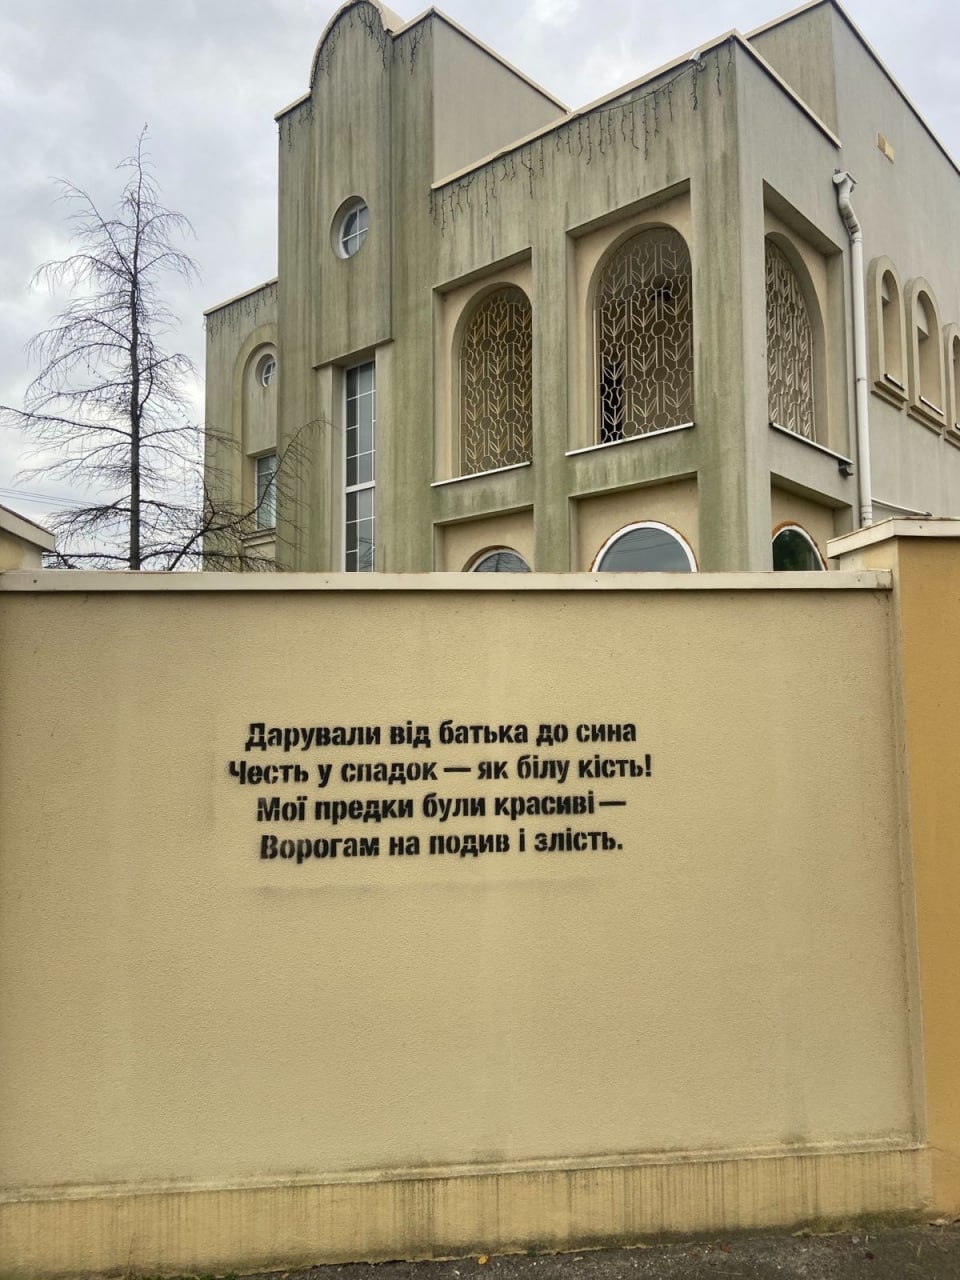 Дарували від батька до сина
Честь у спадок — як білу кість!
Мої предки були красиві —
Ворогам на подив і злість.